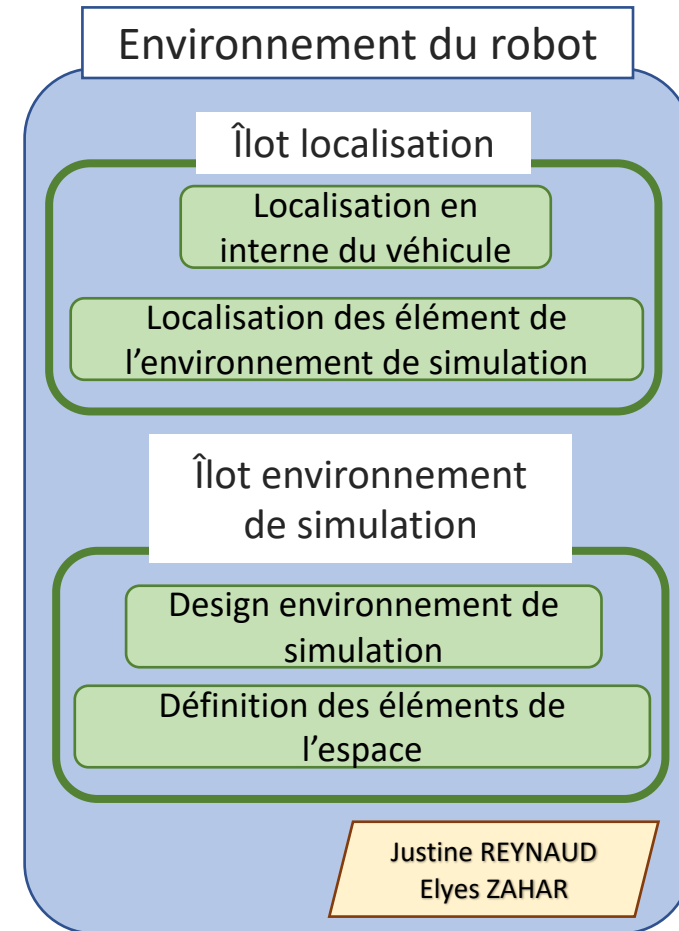 Environnement du robot
Îlot localisation
Localisation en
interne du véhicule
Localisation des élément de
l’environnement de simulation
Îlot environnement
de simulation
Design environnement de
simulation
Définition des éléments de
l’espace
Justine REYNAUD
Elyes ZAHAR